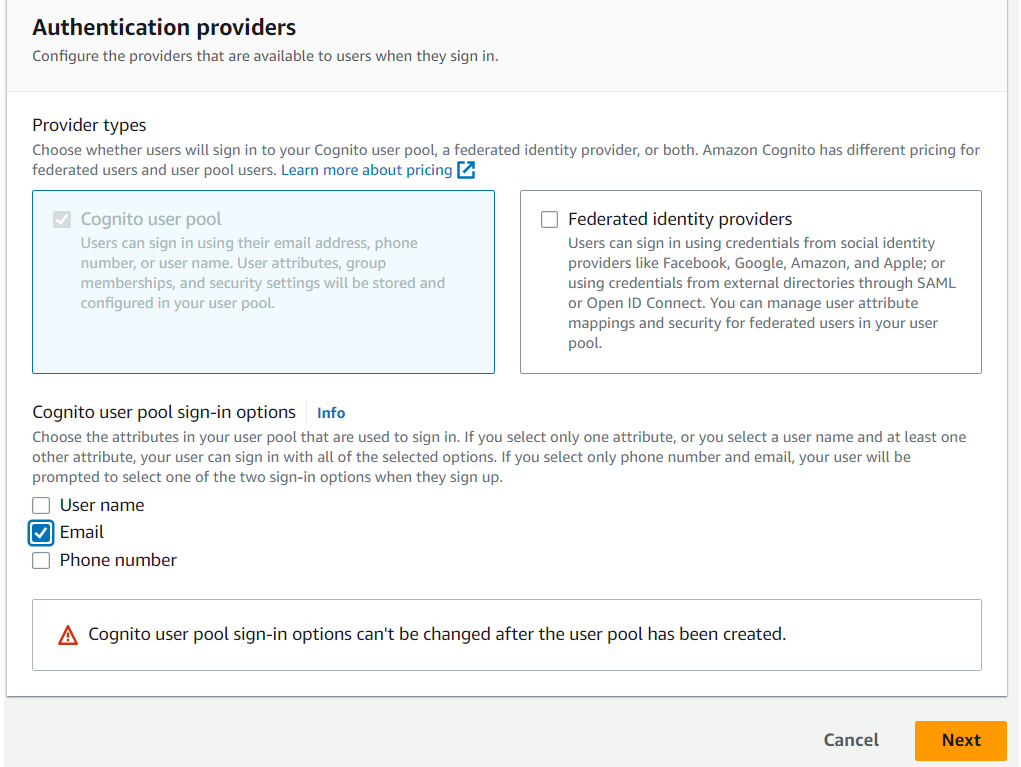 Authentication providers
Configure the providers that are available to users when they sign in.
Provider types
Choose whether users will sign in to your Cognito user pool, a federated identity provider, or both. Amazon Cognito has different pricing for
federated users and user pool users. Learn more about pricing
Cognito user pool
Users can sign in using their email address, phone
number, or user name. User attributes, group
memberships, and security settings will be stored and
configured in your user pool.
Federated identity providers
Users can sign in using credentials from social identity
providers like Facebook, Google, Amazon, and Apple; or
using credentials from external directories through SAML
or Open ID Connect. You can manage user attribute
mappings and security for federated users in your user
pool.
Cognito user pool sign-in options Info
Choose the attributes in your user pool that are used to sign in. If you select only one attribute, or you select a user name and at least one
other attribute, your user can sign in with all of the selected options. If you select only phone number and email, your user will be
prompted to select one of the two sign-in options when they sign up.
User name
Email
Phone number
Cognito user pool sign-in options can't be changed after the user pool has been created.
Cancel Next